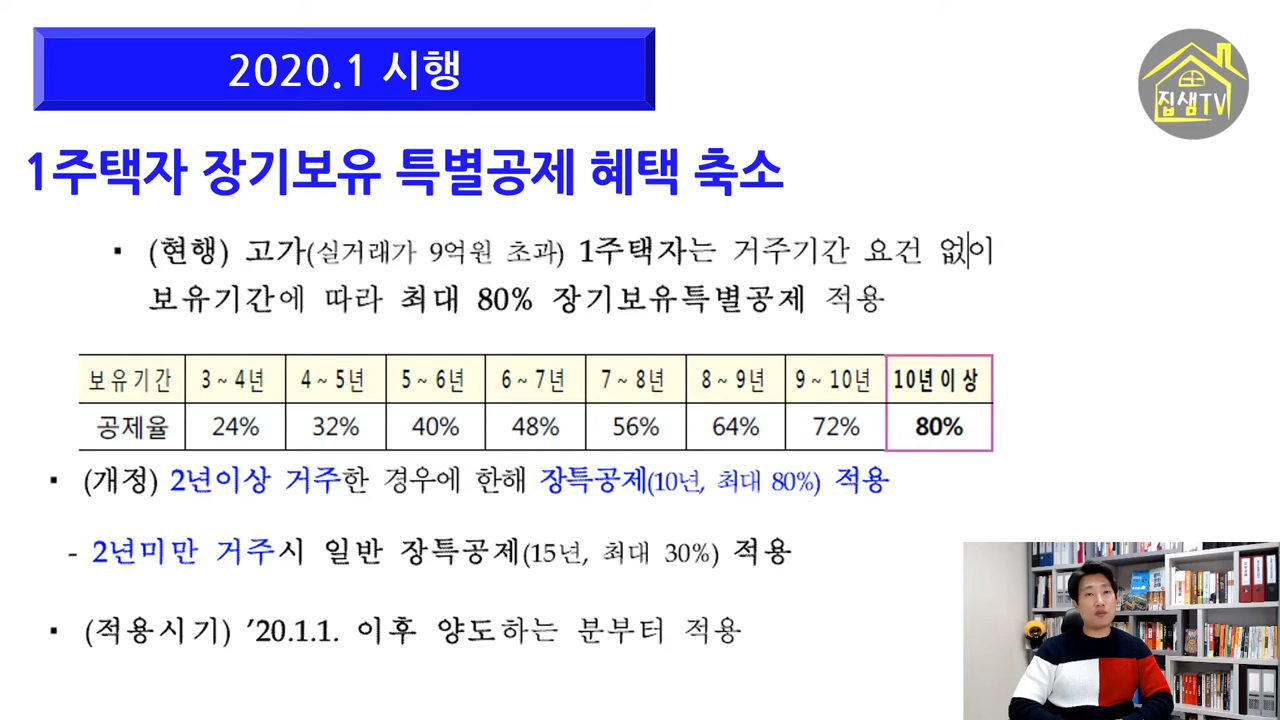 2020.1 시행
집샘TV
1주택자 장기보유 특별공제 혜택 축소
▪ (현행) 고가(실거래가 9억원 초과) 1주택자는 거주기간 요건 없이
보유기간에 따라 최대 80% 장기보유특별공제 적용
보유기간 3~4년 4~5년 5~6년 6~7년 7~8년 8~9년 9~10년 10년이상
공제율 24% 32% 40% 48% 56% 64% 72% 80%
▪ (개정) 2년이상 거주한 경우에 한해 장특공제(10년, 최대 80%) 적용
- 2년미만 거주시 일반 장특공제(15년, 최대 30%) 적용
▪ (적용시기) '20.1.1. 이후 양도하는 분부터 적용